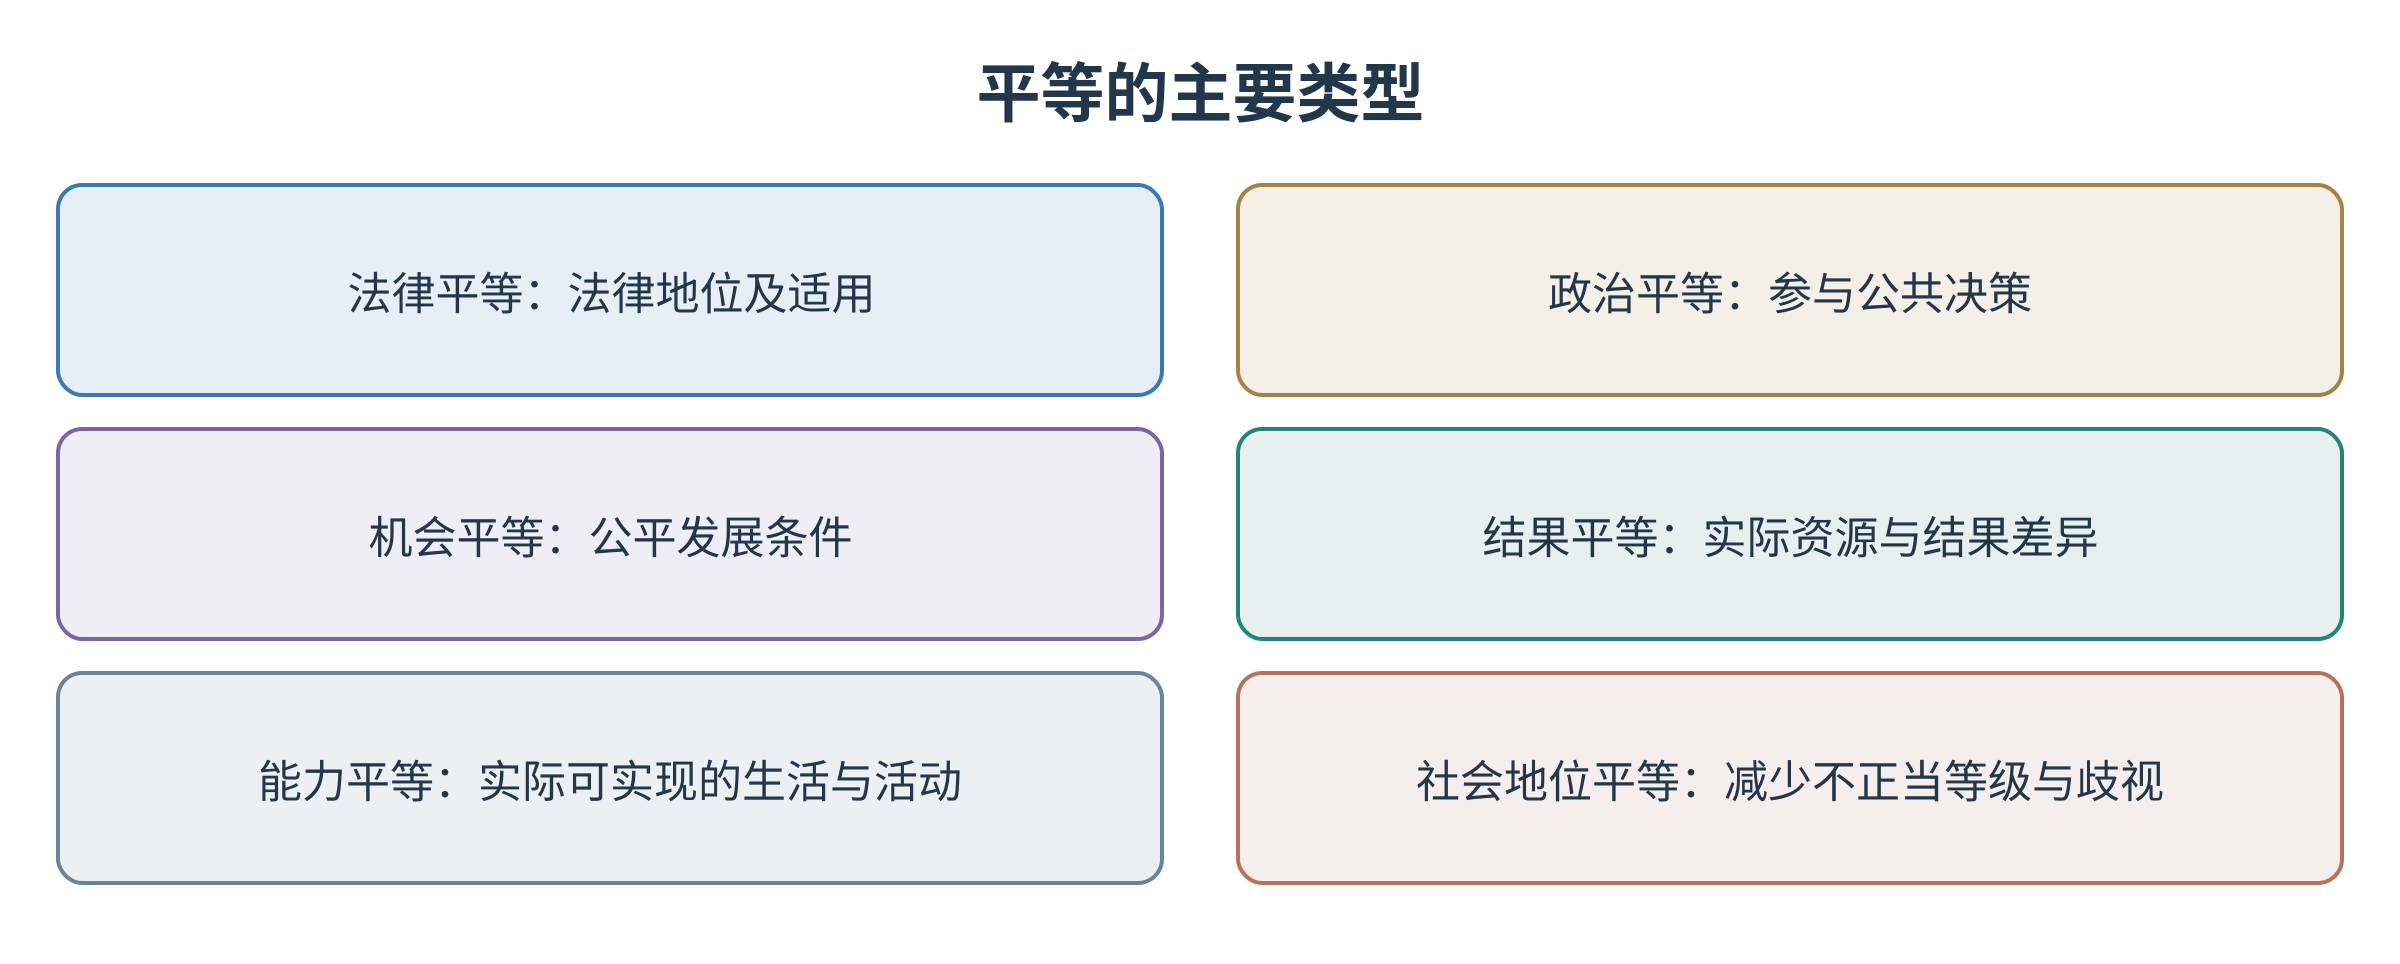 平等的主要类型
法律平等：法律地位及适用
政治平等：参与公共决策
机会平等：公平发展条件
结果平等：实际资源与结果差异
能力平等：实际可实现的生活与活动
社会地位平等：减少不正当等级与歧视